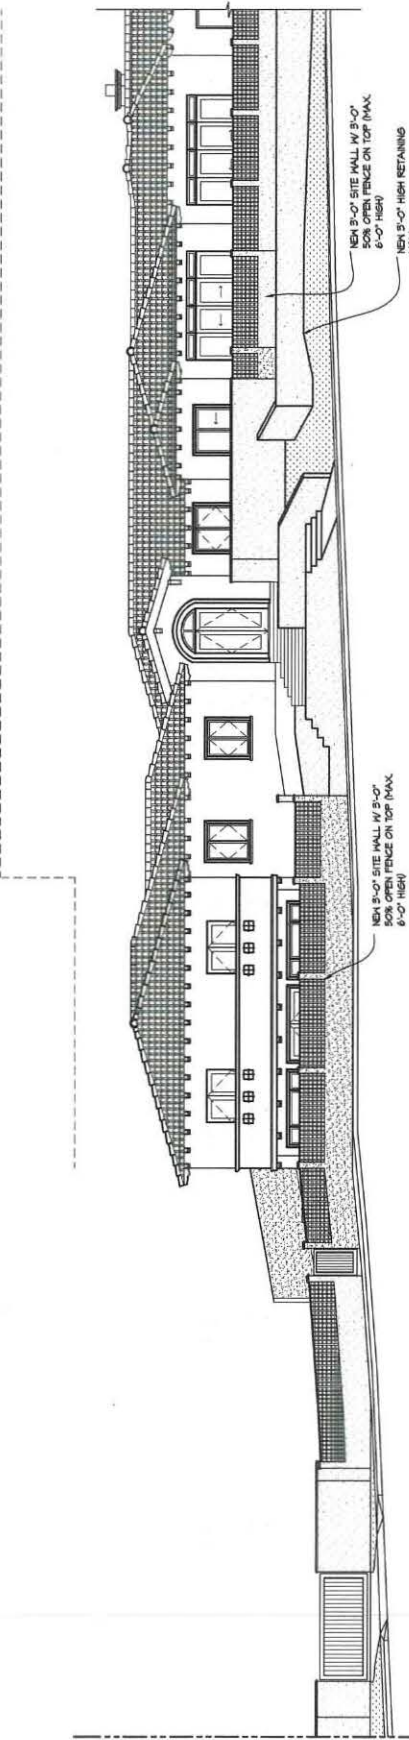 NEW 3'-0" SITE WALL W/ 3'-0"
50% OPEN FENCE ON TOP (MAX.
6'-0" HIGH)
NEW 3'-0" SITE WALL W/ 3'-0"
50% OPEN FENCE ON TOP (MAX.
6'-0" HIGH)
NEW 3'-0" HIGH RETAINING